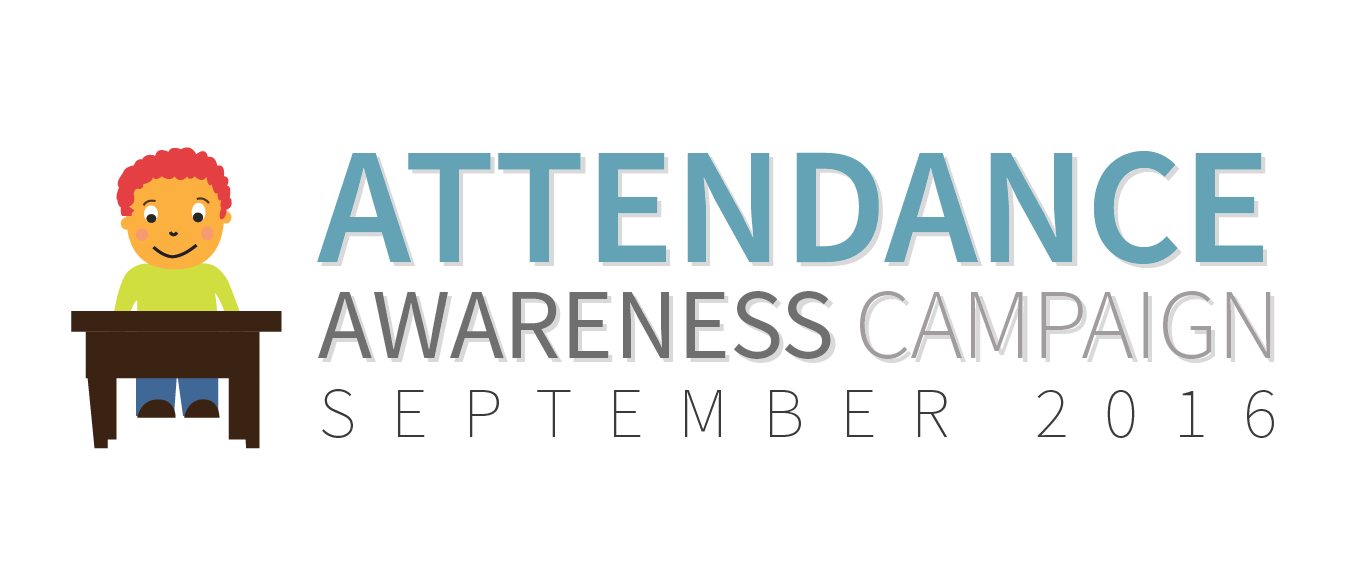 ATTENDANCE
AWARENESS CAMPAIGN
SEPTEMBER 2016